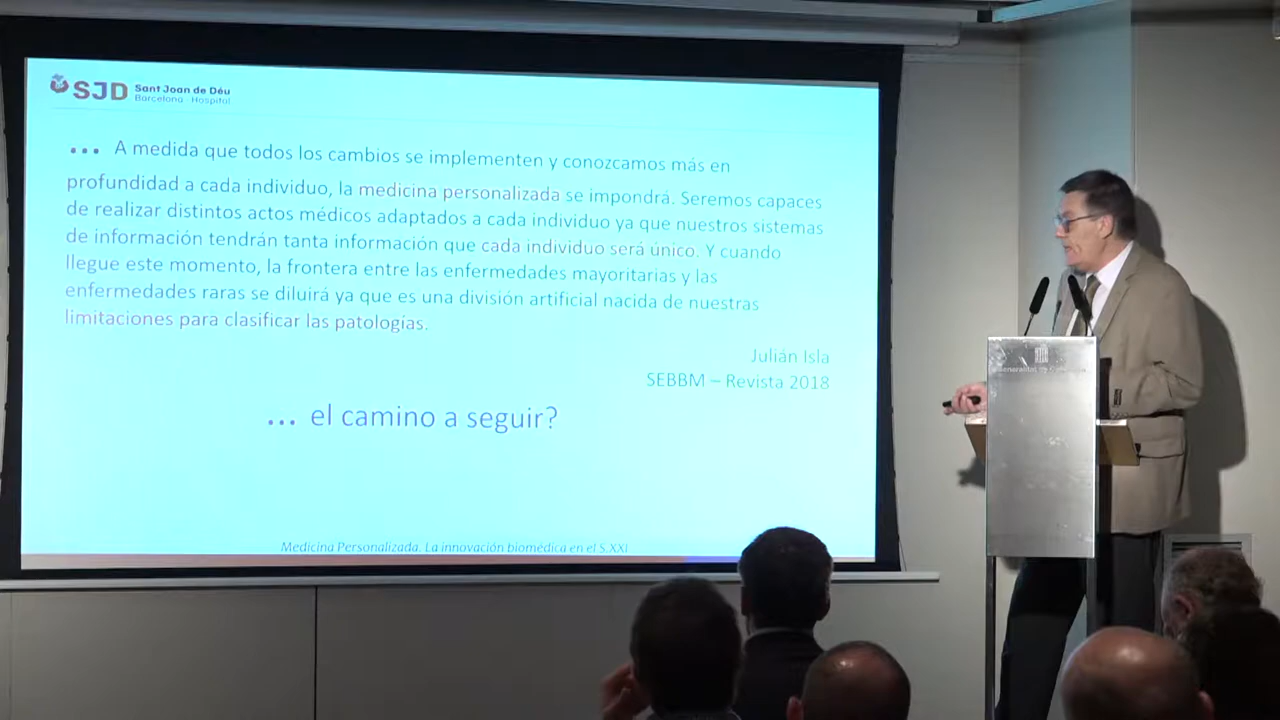 SJD Sant Joan de Déu
Barcelona · Hospital
... A medida que todos los cambios se implementen y conozcamos más en
profundidad a cada individuo, la medicina personalizada se impondrá. Seremos capaces
de realizar distintos actos médicos adaptados a cada individuo ya que nuestros sistemas
de información tendrán tanta información que cada individuo será único. Y cuando
llegue este momento, la frontera entre las enfermedades mayoritarias y las
enfermedades raras se diluirá ya que es una división artificial nacida de nuestras
limitaciones para clasificar las patologías.
Julián Isla
SEBBM – Revista 2018
... el camino a seguir?
Medicina Personalizada. La innovación biomédica en el S.XXI
Generalitat de Catalunya